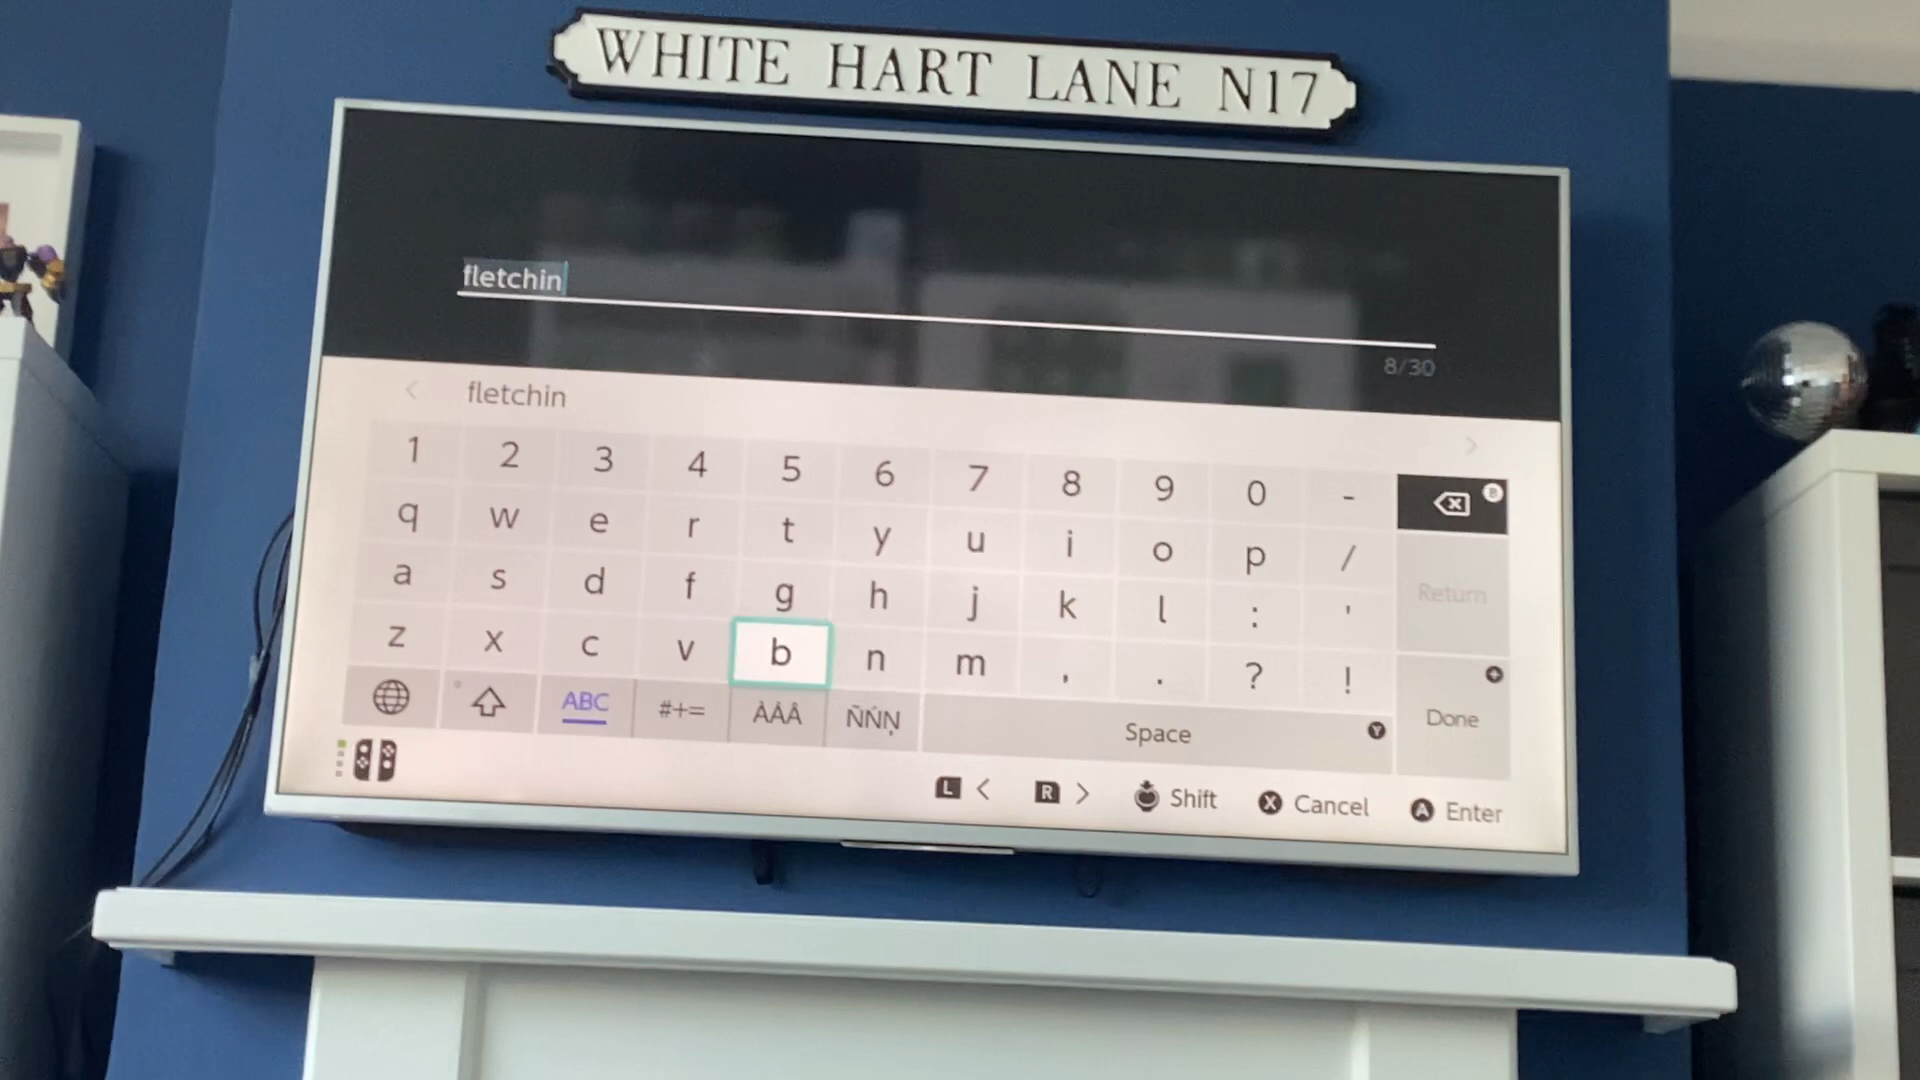 WHITE HART LANE N17
fletchin
8/30
< fletchin >
1 2 3 4 5 6 7 8 9 0 -
q w e r t y u i o p /
Return
a s d f g h j k l : '
z x c v b n m , . ? !
ABC #+= ÀÁÂ ÑŃŅ Space Y Done
L < R > Shift X Cancel A Enter
B